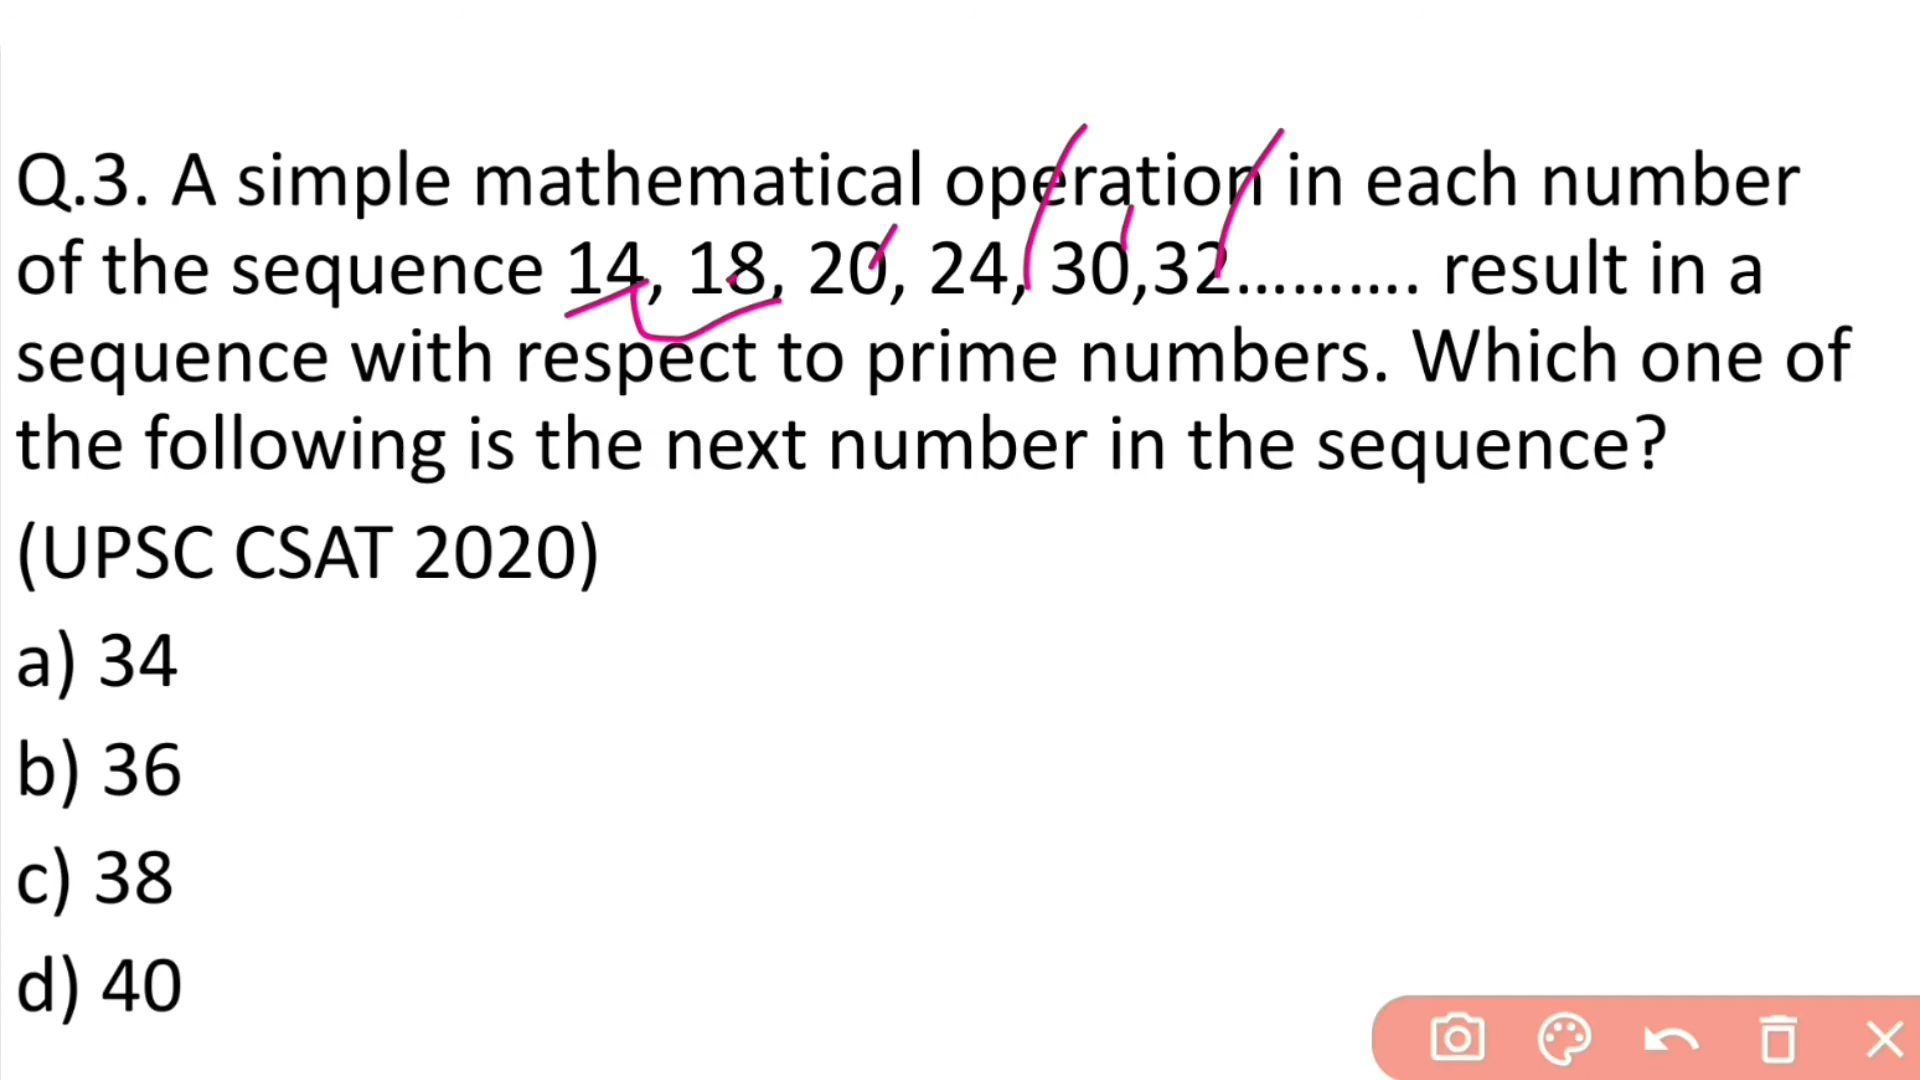 Q.3. A simple mathematical operation in each number
of the sequence 14, 18, 20, 24, 30,32........... result in a
sequence with respect to prime numbers. Which one of
the following is the next number in the sequence?
(UPSC CSAT 2020)
a) 34
b) 36
c) 38
d) 40